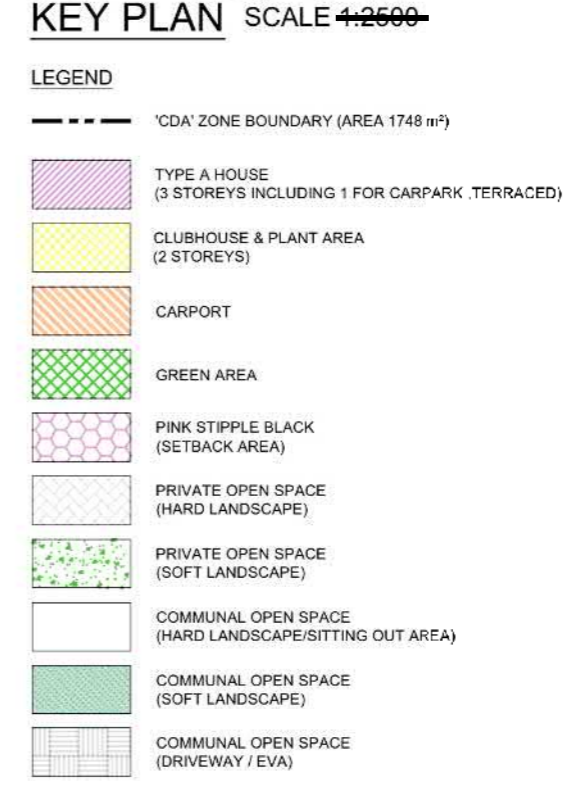 KEY PLAN SCALE 1:2500
LEGEND
'CDA' ZONE BOUNDARY (AREA 1748 m²)
TYPE A HOUSE
(3 STOREYS INCLUDING 1 FOR CARPARK ,TERRACED)
CLUBHOUSE & PLANT AREA
(2 STOREYS)
CARPORT
GREEN AREA
PINK STIPPLE BLACK
(SETBACK AREA)
PRIVATE OPEN SPACE
(HARD LANDSCAPE)
PRIVATE OPEN SPACE
(SOFT LANDSCAPE)
COMMUNAL OPEN SPACE
(HARD LANDSCAPE/SITTING OUT AREA)
COMMUNAL OPEN SPACE
(SOFT LANDSCAPE)
COMMUNAL OPEN SPACE
(DRIVEWAY / EVA)